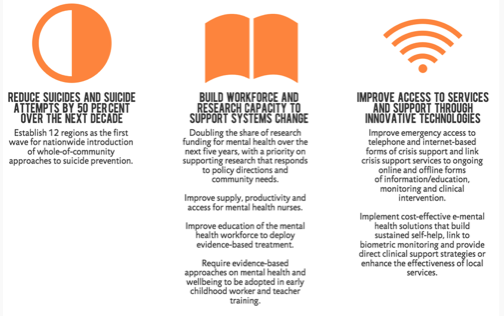 REDUCE SUICIDES AND SUICIDE
ATTEMPTS BY 50 PER CENT
OVER THE NEXT DECADE
Establish 12 regions as the first
wave for nationwide introduction
of whole-of-community
approaches to suicide prevention.
BUILD WORKFORCE AND
RESEARCH CAPACITY TO
SUPPORT SYSTEMS CHANGE
Doubling the share of research
funding for mental health over the
next five years, with a priority on
supporting research that responds
to policy directions and
community needs.
Improve supply, productivity and
access for mental health nurses.
Improve education of the mental
health workforce to deploy
evidence-based treatment.
Require evidence-based
approaches on mental health and
wellbeing to be adopted in early
childhood worker and teacher
training.
IMPROVE ACCESS TO SERVICES
AND SUPPORT THROUGH
INNOVATIVE TECHNOLOGIES
Improve emergency access to
telephone and internet-based
forms of crisis support and link
crisis support services to ongoing
online and offline forms
of information/education,
monitoring and clinical
intervention.
Implement cost-effective e-mental
health solutions that build
sustained self-help, link to
biometric monitoring and provide
direct clinical support strategies or
enhance the effectiveness of local
services.